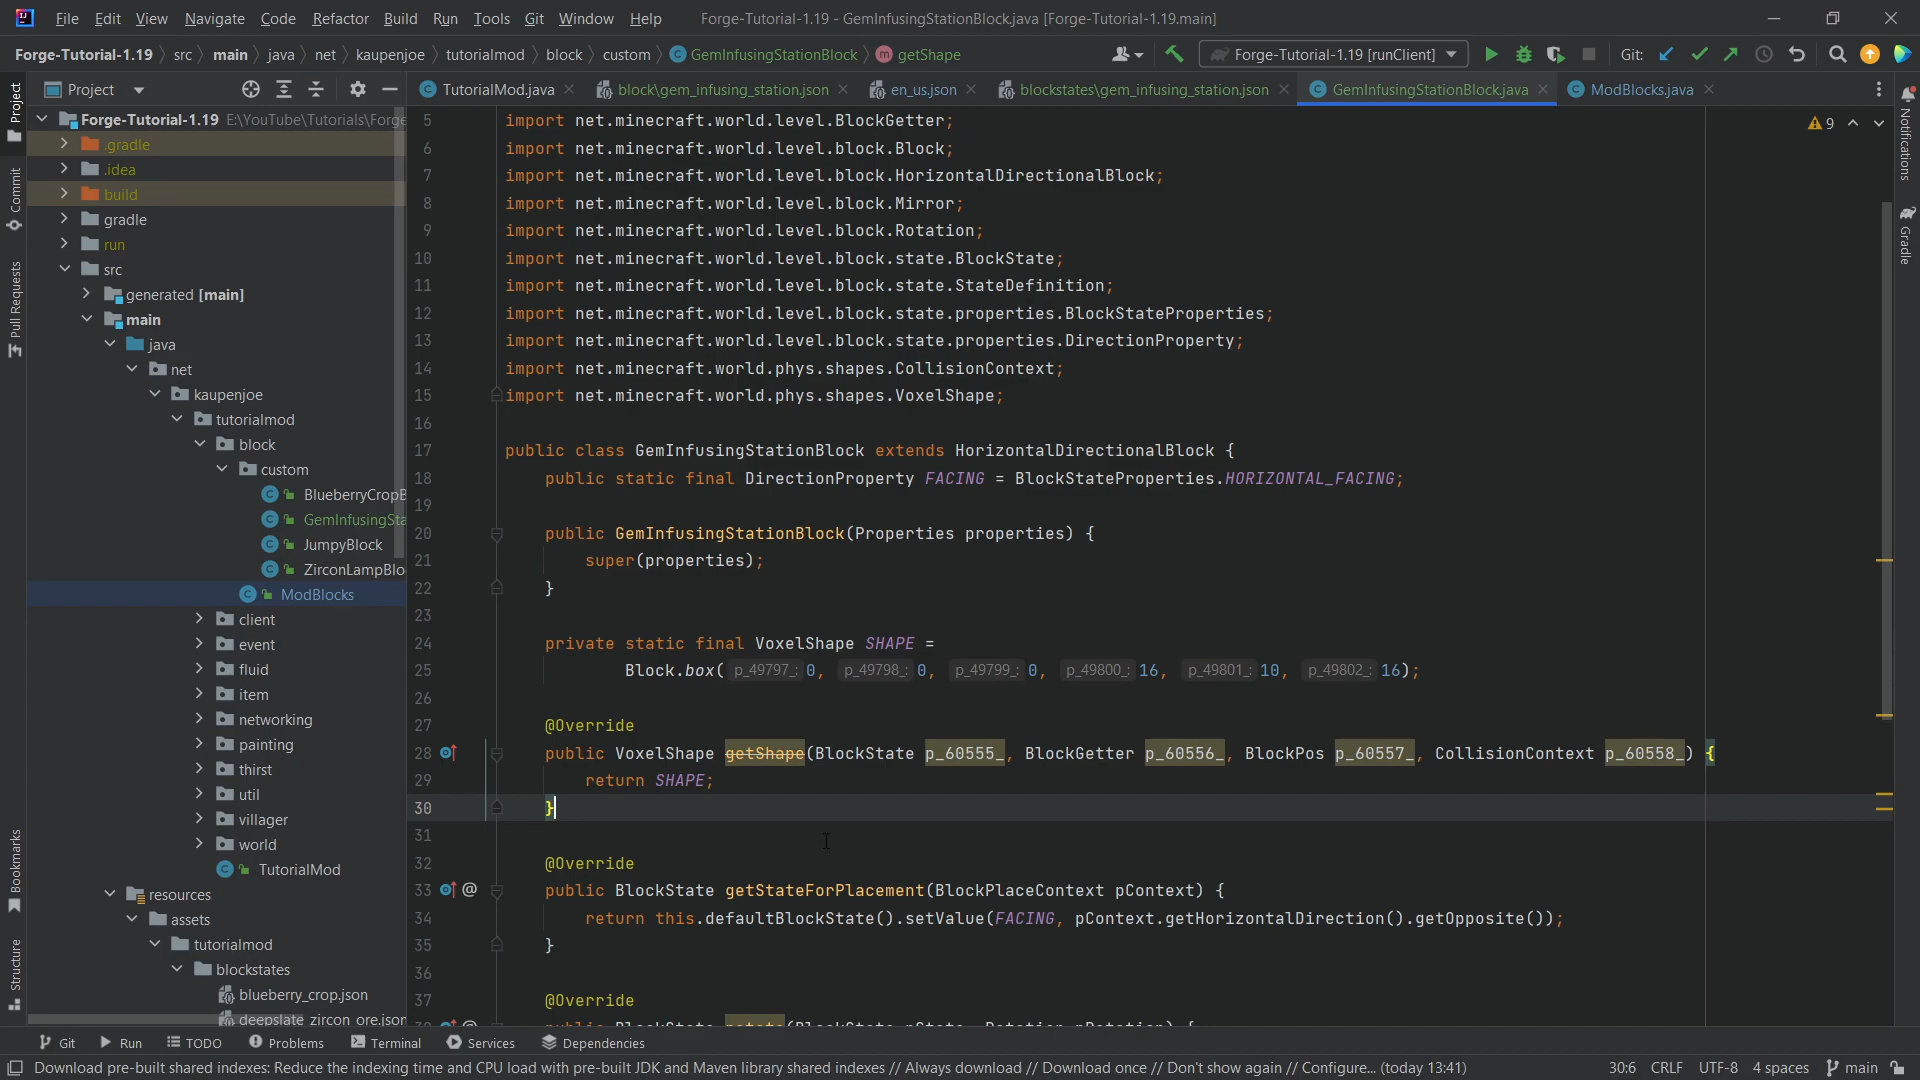 File Edit View Navigate Code Refactor Build Run Tools Git Window Help Forge-Tutorial-1.19 - GemInfusingStationBlock.java [Forge-Tutorial-1.19.main]
Forge-Tutorial-1.19 src main java net kaupenjoe tutorialmod block custom GemInfusingStationBlock getShape Forge-Tutorial-1.19 [runClient] Git:
Project TutorialMod.java block\gem_infusing_station.json en_us.json blockstates\gem_infusing_station.json GemInfusingStationBlock.java ModBlocks.java
Project
Commit
Pull Requests
Bookmarks
Structure
Forge-Tutorial-1.19 E:\YouTube\Tutorials\Forge
.gradle
.idea
build
gradle
run
src
generated [main]
main
java
net
kaupenjoe
tutorialmod
block
custom
BlueberryCropB
GemInfusingSta
JumpyBlock
ZirconLampBlo
ModBlocks
client
event
fluid
item
networking
painting
thirst
util
villager
world
TutorialMod
resources
assets
tutorialmod
blockstates
blueberry_crop.json
deepslate_zircon_ore.json
5 import net.minecraft.world.level.BlockGetter;
6 import net.minecraft.world.level.block.Block;
7 import net.minecraft.world.level.block.HorizontalDirectionalBlock;
8 import net.minecraft.world.level.block.Mirror;
9 import net.minecraft.world.level.block.Rotation;
10 import net.minecraft.world.level.block.state.BlockState;
11 import net.minecraft.world.level.block.state.StateDefinition;
12 import net.minecraft.world.level.block.state.properties.BlockStateProperties;
13 import net.minecraft.world.level.block.state.properties.DirectionProperty;
14 import net.minecraft.world.phys.shapes.CollisionContext;
15 import net.minecraft.world.phys.shapes.VoxelShape;
16
17 public class GemInfusingStationBlock extends HorizontalDirectionalBlock {
18 public static final DirectionProperty FACING = BlockStateProperties.HORIZONTAL_FACING;
19
20 public GemInfusingStationBlock(Properties properties) {
21 super(properties);
22 }
23
24 private static final VoxelShape SHAPE =
25 Block.box( p_49797_: 0, p_49798_: 0, p_49799_: 0, p_49800_: 16, p_49801_: 10, p_49802_: 16);
26
27 @Override
28 public VoxelShape getShape(BlockState p_60555_, BlockGetter p_60556_, BlockPos p_60557_, CollisionContext p_60558_) {
29 return SHAPE;
30 }
31
32 @Override
33 @ public BlockState getStateForPlacement(BlockPlaceContext pContext) {
34 return this.defaultBlockState().setValue(FACING, pContext.getHorizontalDirection().getOpposite());
35 }
36
37 @Override
9
Notifications
Gradle
Git Run TODO Problems Terminal Services Dependencies
Download pre-built shared indexes: Reduce the indexing time and CPU load with pre-built JDK and Maven library shared indexes // Always download // Download once // Don't show again // Configure... (today 13:41) 30:6 CRLF UTF-8 4 spaces main